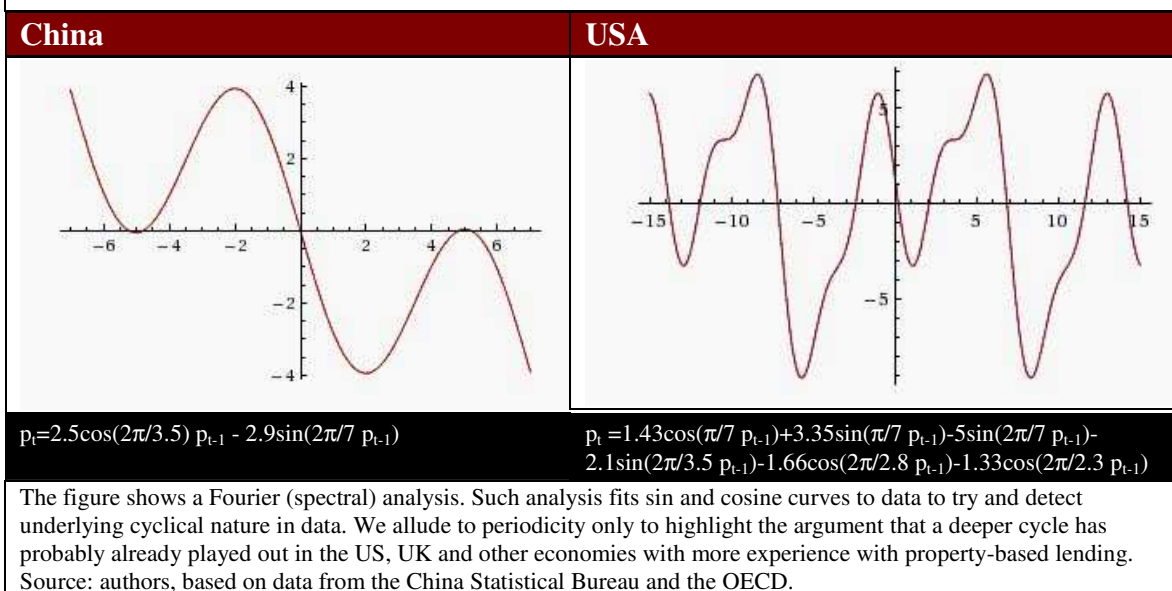 China
USA
4
2
−6
−4
−2
2
4
6
−2
−4
5
−15
−10
−5
5
10
15
−5
pₜ=2.5cos(2π/3.5) pₜ₋₁ - 2.9sin(2π/7 pₜ₋₁)
pₜ =1.43cos(π/7 pₜ₋₁)+3.35sin(π/7 pₜ₋₁)-5sin(2π/7 pₜ₋₁)-
2.1sin(2π/3.5 pₜ₋₁)-1.66cos(2π/2.8 pₜ₋₁)-1.33cos(2π/2.3 pₜ₋₁)
The figure shows a Fourier (spectral) analysis. Such analysis fits sin and cosine curves to data to try and detect
underlying cyclical nature in data. We allude to periodicity only to highlight the argument that a deeper cycle has
probably already played out in the US, UK and other economies with more experience with property-based lending.
Source: authors, based on data from the China Statistical Bureau and the OECD.